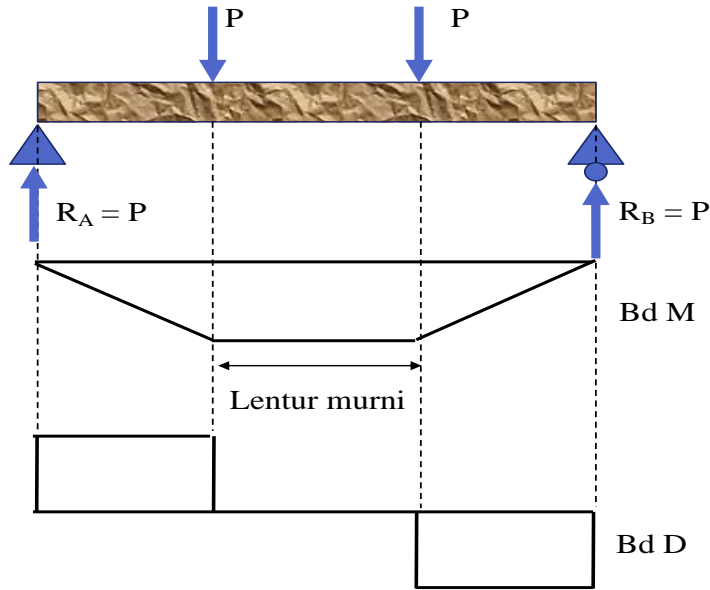 P
P
R_A = P
R_B = P
Bd M
Lentur murni
Bd D